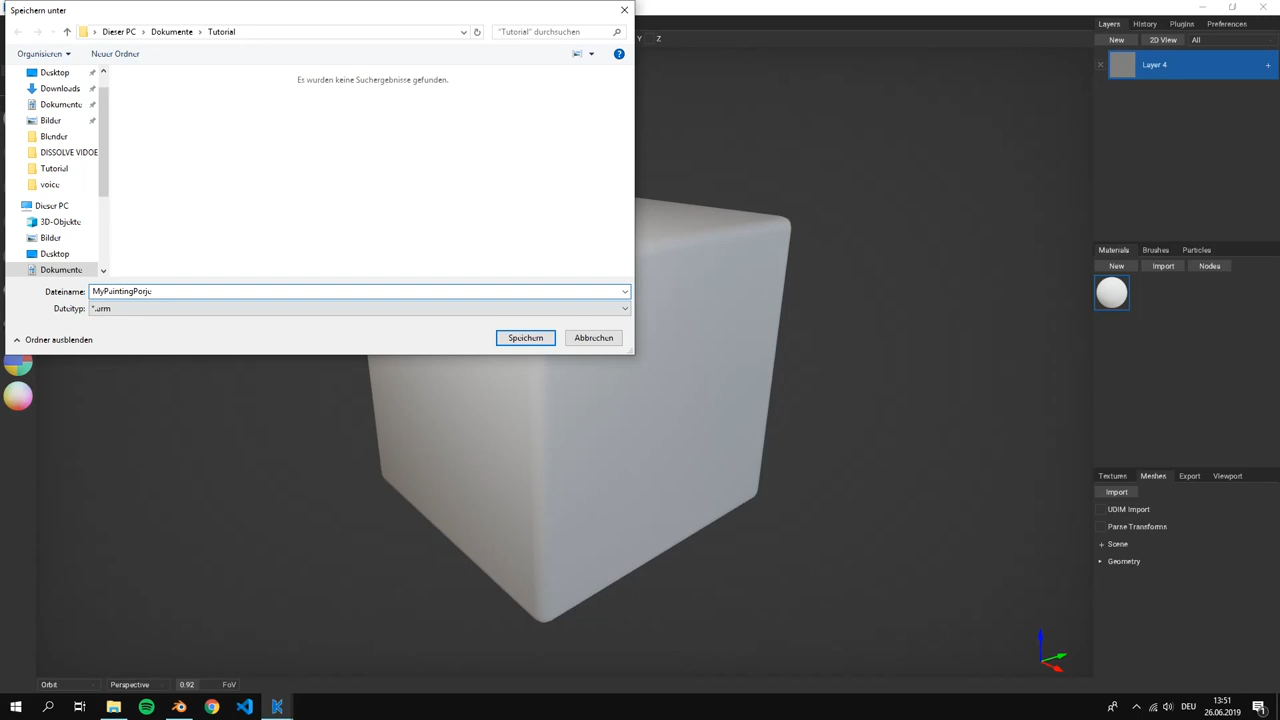 Speichern unter
Dieser PC › Dokumente › Tutorial
"Tutorial" durchsuchen
Organisieren
Neuer Ordner
Desktop
Downloads
Dokumente
Bilder
Blender
DISSOLVE VIDOE
Tutorial
voice
Dieser PC
3D-Objekte
Bilder
Desktop
Dokumente
Es wurden keine Suchergebnisse gefunden.
Dateiname: MyPaintingPorje
Dateityp: *.arm
Ordner ausblenden
Speichern
Abbrechen
Y Z
Layers History Plugins Preferences
New 2D View All
Layer 4
Materials Brushes Particles
New Import Nodes
Textures Meshes Export Viewport
Import
UDIM Import
Parse Transforms
+ Scene
Geometry
Orbit Perspective 0.92 FoV
DEU
13:51
26.06.2019
1